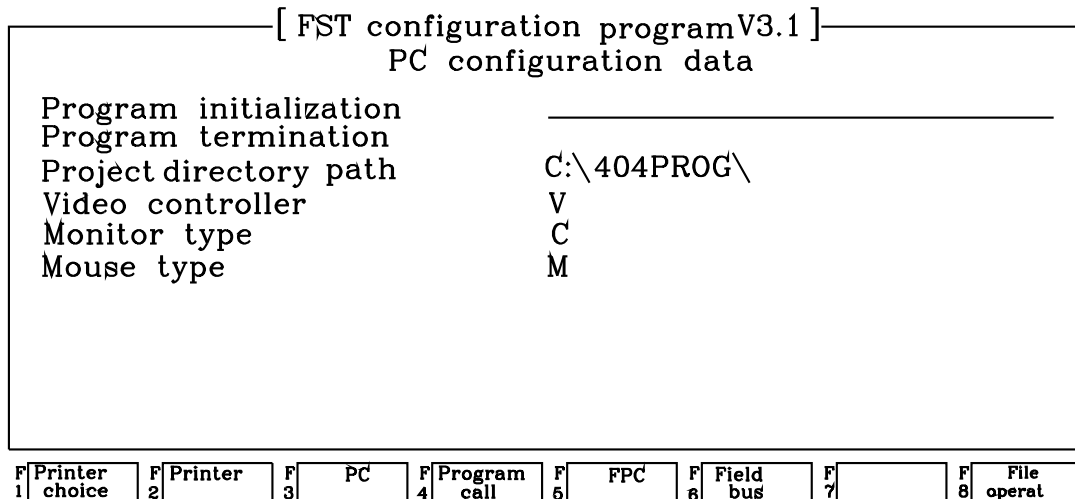 [ FST configuration program V3.1 ]
PC configuration data
Program initialization
Program termination
Project directory path C:\404PROG\
Video controller V
Monitor type C
Mouse type M
F1 Printer choice F2 Printer F3 PC F4 Program call F5 FPC F6 Field bus F7 F8 File operat